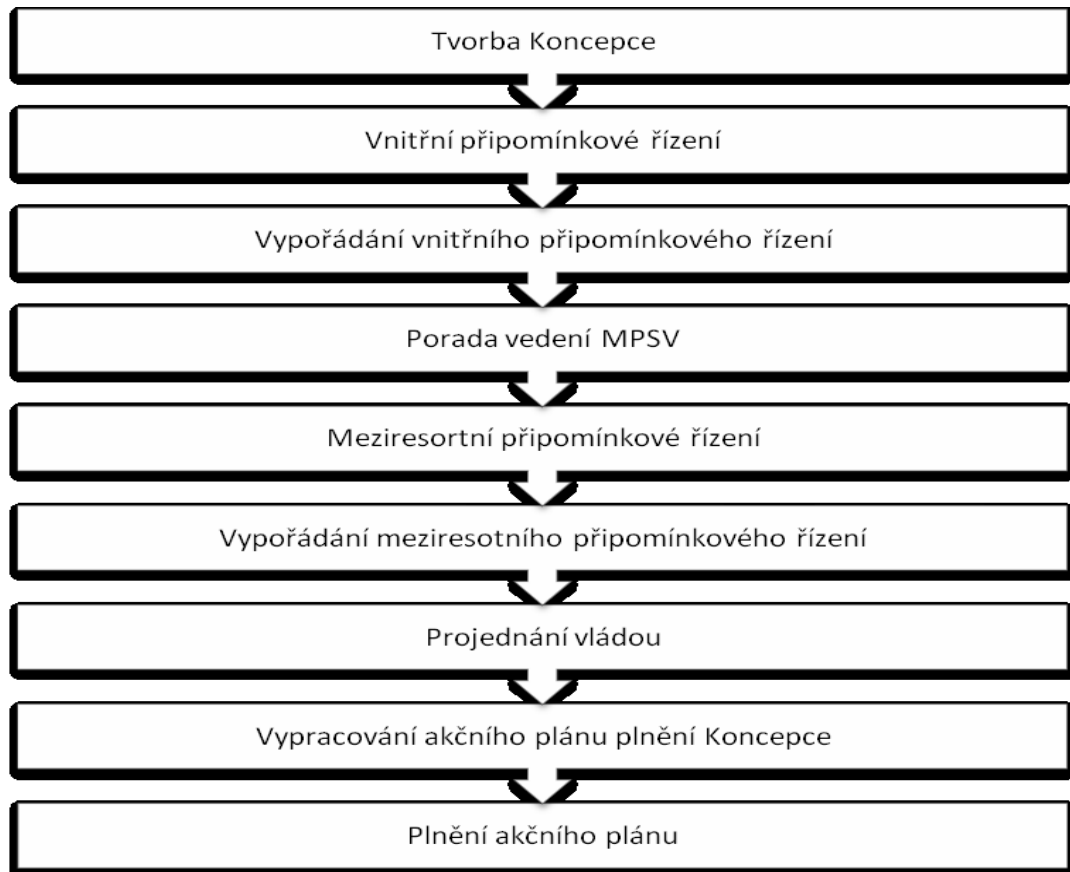 Tvorba Koncepce
Vnitřní připomínkové řízení
Vypořádání vnitřního připomínkového řízení
Porada vedení MPSV
Meziresortní připomínkové řízení
Vypořádání meziresotního připomínkového řízení
Projednání vládou
Vypracování akčního plánu plnění Koncepce
Plnění akčního plánu